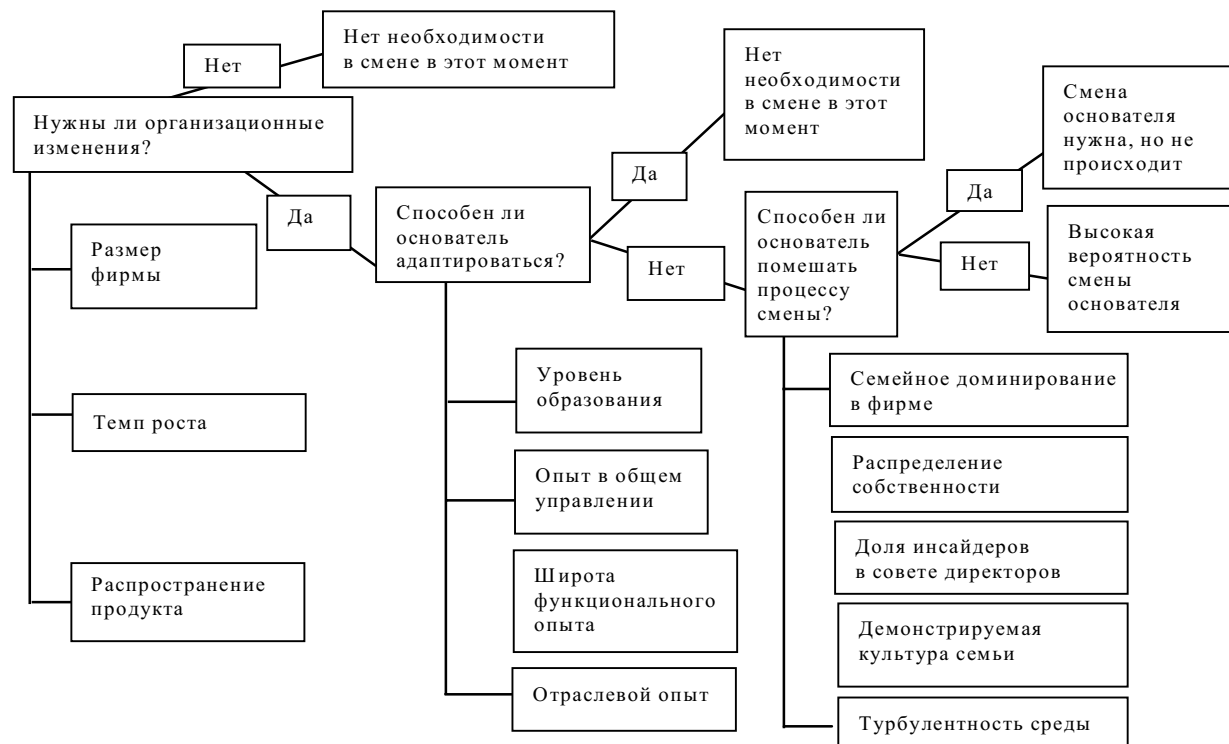 Нет необходимости
в смене в этот момент
Нет
Нужны ли организационные
изменения?
Да
Размер
фирмы
Темп роста
Распространение
продукта
Способен ли
основатель
адаптироваться?
Нет
необходимости
в смене в этот
момент
Да
Нет
Уровень
образования
Опыт в общем
управлении
Широта
функционального
опыта
Отраслевой опыт
Способен ли
основатель
помешать
процессу
смены?
Смена
основателя
нужна, но не
происходит
Да
Нет
Высокая
вероятность
смены
основателя
Семейное доминирование
в фирме
Распределение
собственности
Доля инсайдеров
в совете директоров
Демонстрируемая
культура семьи
Турбулентность среды